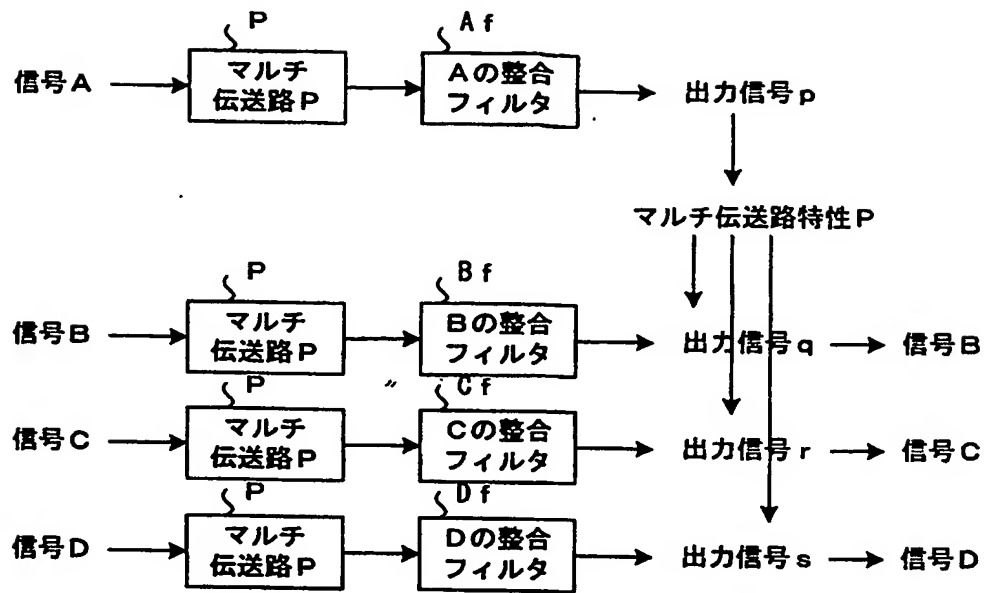 P
Af
信号A
マルチ
伝送路P
Aの整合
フィルタ
出力信号p
マルチ伝送路特性P
P
Bf
信号B
マルチ
伝送路P
Bの整合
フィルタ
出力信号q
信号B
P
Cf
信号C
マルチ
伝送路P
Cの整合
フィルタ
出力信号r
信号C
P
Df
信号D
マルチ
伝送路P
Dの整合
フィルタ
出力信号s
信号D